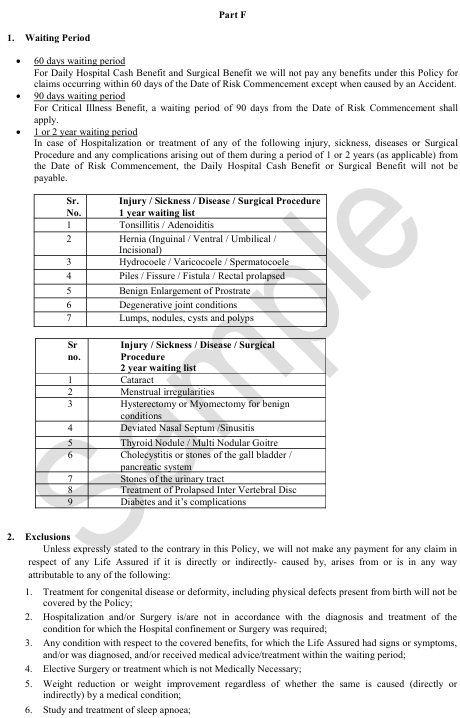 Part F
1. Waiting Period
• 60 days waiting period
For Daily Hospital Cash Benefit and Surgical Benefit we will not pay any benefits under this Policy for
claims occurring within 60 days of the Date of Risk Commencement except when caused by an Accident.
• 90 days waiting period
For Critical Illness Benefit, a waiting period of 90 days from the Date of Risk Commencement shall
apply.
• 1 or 2 year waiting period
In case of Hospitalization or treatment of any of the following injury, sickness, diseases or Surgical
Procedure and any complications arising out of them during a period of 1 or 2 years (as applicable) from
the Date of Risk Commencement, the Daily Hospital Cash Benefit or Surgical Benefit will not be
payable.
Sr. Injury / Sickness / Disease / Surgical Procedure
No. 1 year waiting list
1 Tonsillitis / Adenoiditis
2 Hernia (Inguinal / Ventral / Umbilical /
Incisional)
3 Hydrocele / Varicocele / Spermatocele
4 Piles / Fissure / Fistula / Rectal prolapsed
5 Benign Enlargement of Prostrate
6 Degenerative joint conditions
7 Lumps, nodules, cysts and polyps
Sr Injury / Sickness / Disease / Surgical
no. Procedure
2 year waiting list
1 Cataract
2 Menstrual irregularities
3 Hysterectomy or Myomectomy for benign
conditions
4 Deviated Nasal Septum /Sinusitis
5 Thyroid Nodule / Multi Nodular Goitre
6 Cholecystitis or stones of the gall bladder /
pancreatic system
7 Stones of the urinary tract
8 Treatment of Prolapsed Inter Vertebral Disc
9 Diabetes and it's complications
2. Exclusions
Unless expressly stated to the contrary in this Policy, we will not make any payment for any claim in
respect of any Life Assured if it is directly or indirectly- caused by, arises from or is in any way
attributable to any of the following:
1. Treatment for congenital disease or deformity, including physical defects present from birth will not be
covered by the Policy;
2. Hospitalization and/or Surgery is/are not in accordance with the diagnosis and treatment of the
condition for which the Hospital confinement or Surgery was required;
3. Any condition with respect to the covered benefits, for which the Life Assured had signs or symptoms,
and/or was diagnosed, and/or received medical advice/treatment within the waiting period;
4. Elective Surgery or treatment which is not Medically Necessary;
5. Weight reduction or weight improvement regardless of whether the same is caused (directly or
indirectly) by a medical condition;
6. Study and treatment of sleep apnoea;
Sample